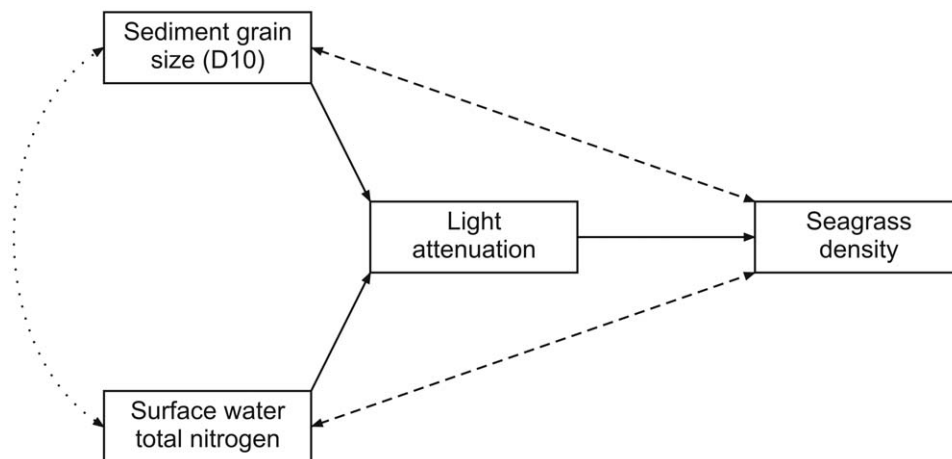 Sediment grain
size (D10)
Light
attenuation
Seagrass
density
Surface water
total nitrogen